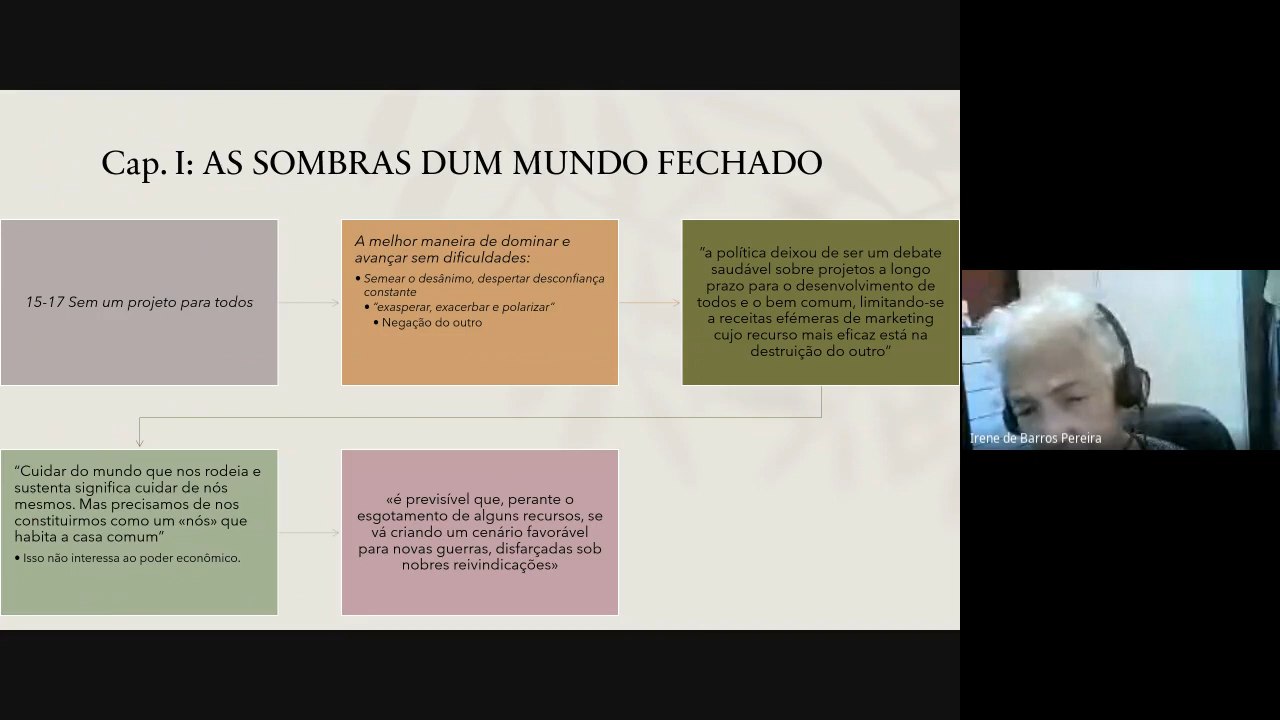 Cap. I: AS SOMBRAS DUM MUNDO FECHADO
15-17 Sem um projeto para todos
A melhor maneira de dominar e
avançar sem dificuldades:
• Semear o desânimo, despertar desconfiança
constante
• “exasperar, exacerbar e polarizar”
• Negação do outro
“a política deixou de ser um debate
saudável sobre projetos a longo
prazo para o desenvolvimento de
todos e o bem comum, limitando-se
a receitas efémeras de marketing
cujo recurso mais eficaz está na
destruição do outro”
“Cuidar do mundo que nos rodeia e
sustenta significa cuidar de nós
mesmos. Mas precisamos de nos
constituirmos como um «nós» que
habita a casa comum”
• Isso não interessa ao poder econômico.
«é previsível que, perante o
esgotamento de alguns recursos, se
vá criando um cenário favorável
para novas guerras, disfarçadas sob
nobres reivindicações»
Irene de Barros Pereira